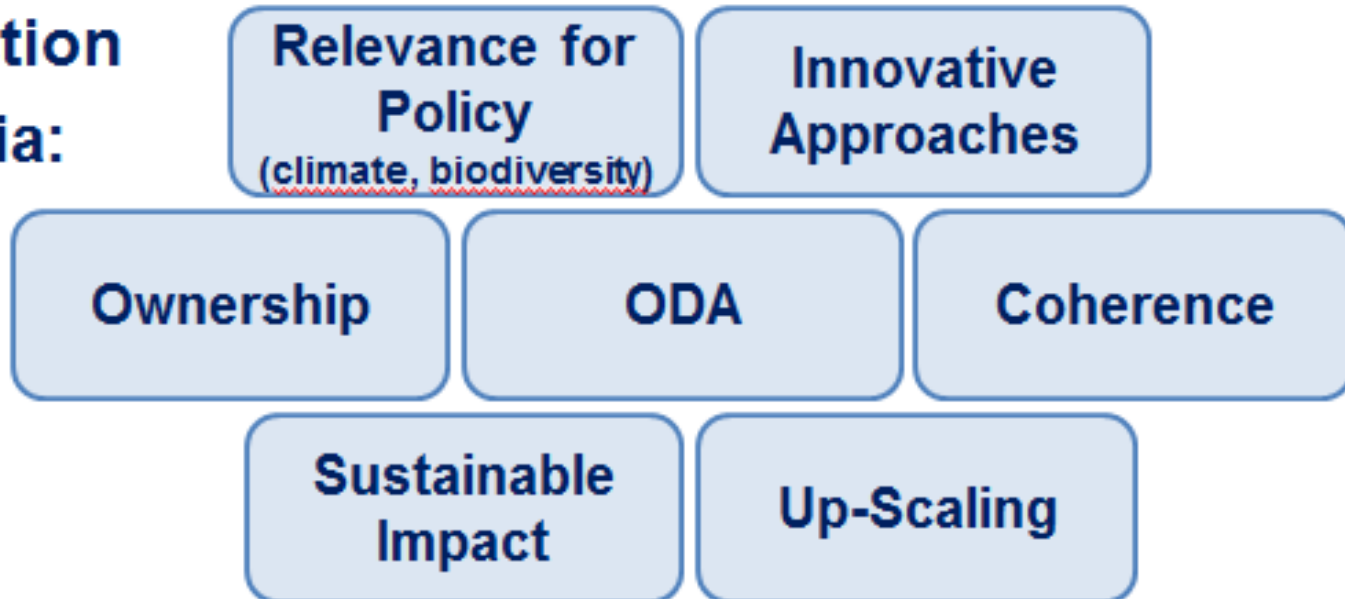 tion
ia:
Relevance for
Policy
(climate, biodiversity)
Innovative
Approaches
Ownership
ODA
Coherence
Sustainable
Impact
Up-Scaling